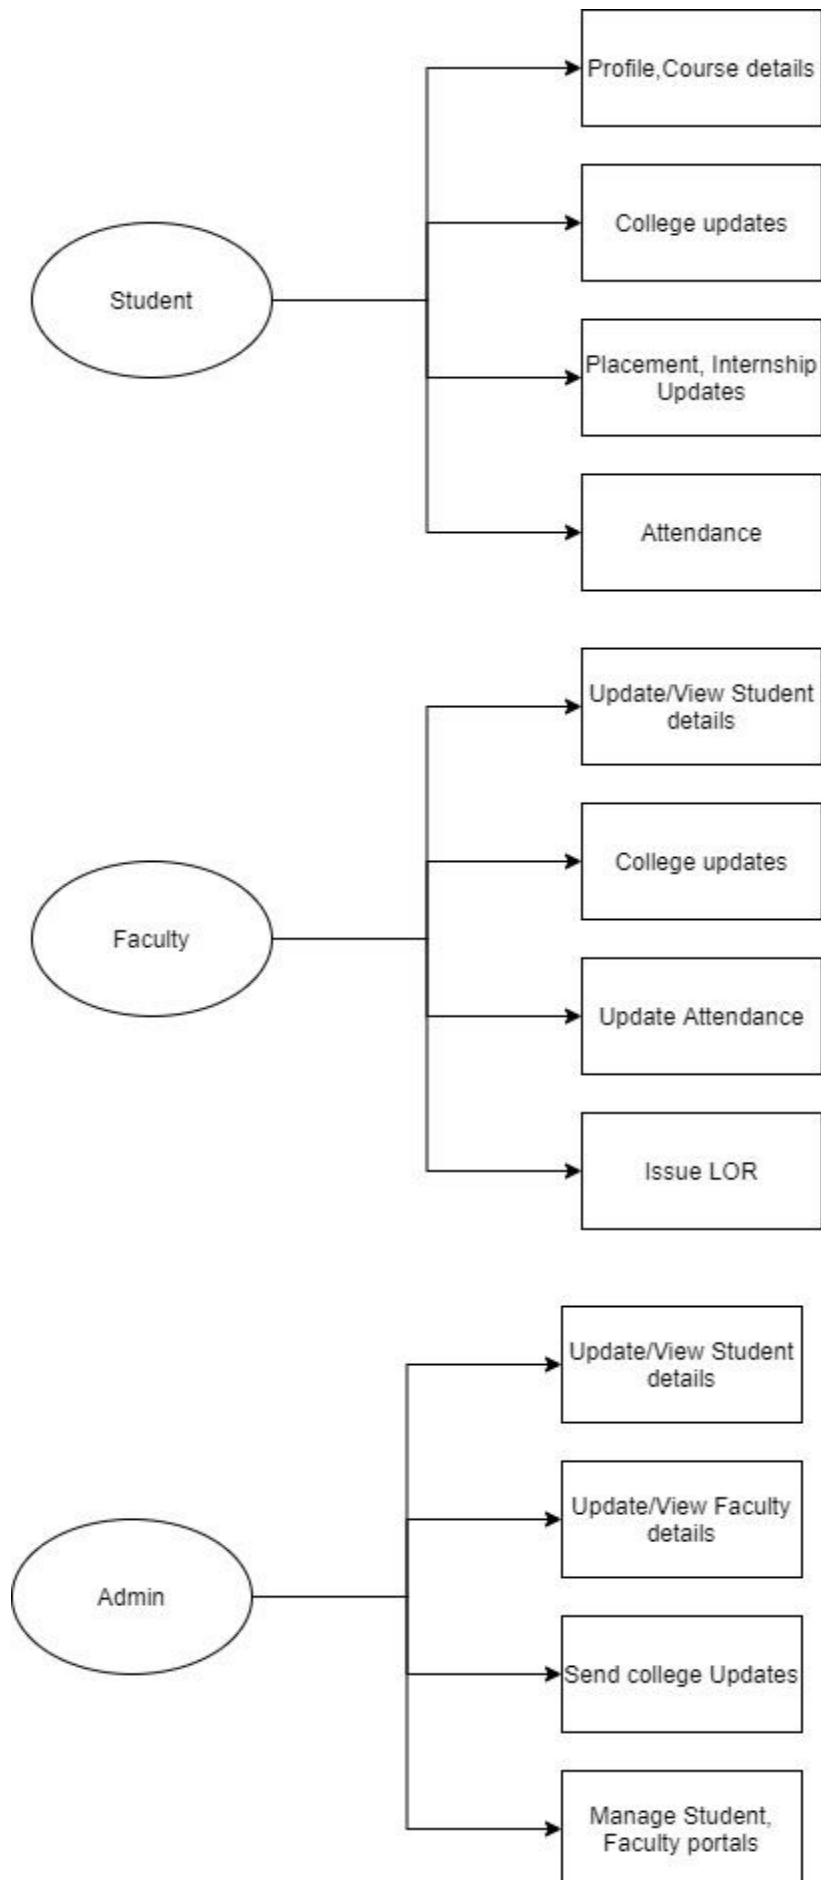 Profile,Course details
College updates
Student
Placement, Internship
Updates
Attendance
Update/View Student
details
College updates
Faculty
Update Attendance
Issue LOR
Update/View Student
details
Update/View Faculty
details
Admin
Send college Updates
Manage Student,
Faculty portals